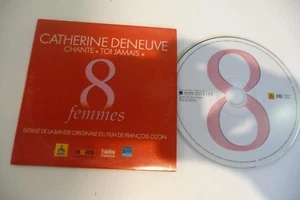 CATHERINE DENEUVE
CHANTE « TOI JAMAIS »
8
femmes
EXTRAIT DE LA BANDE ORIGINALE DU FILM DE FRANÇOIS OZON
8